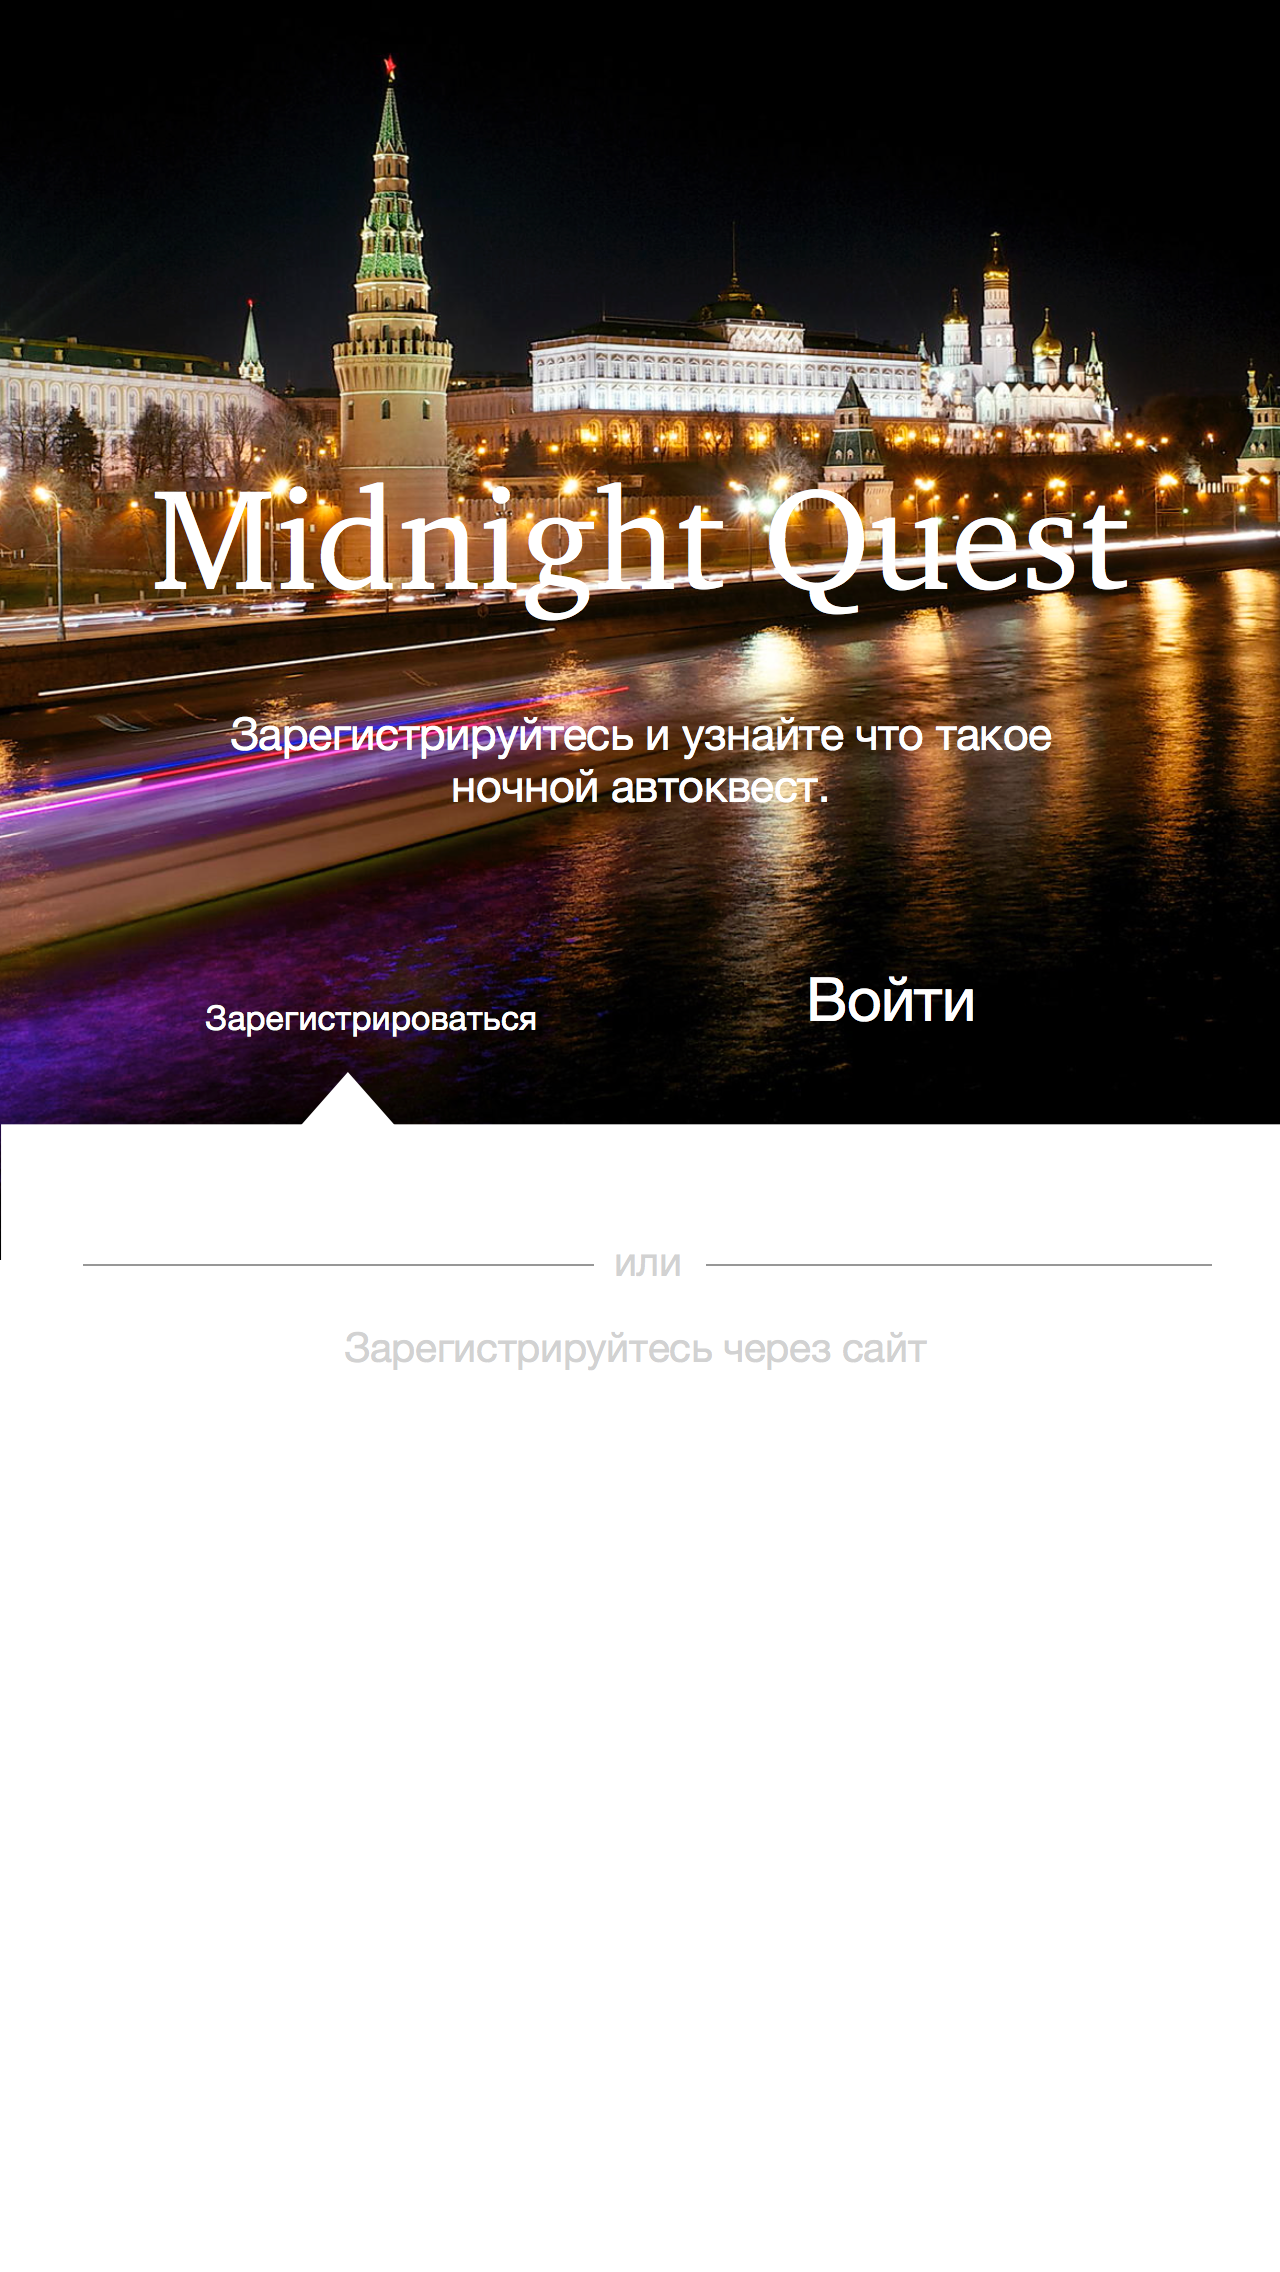 Midnight Quest
Зарегистрируйтесь и узнайте что такое
ночной автоквест.
Зарегистрироваться
Войти
или
Зарегистрируйтесь через сайт